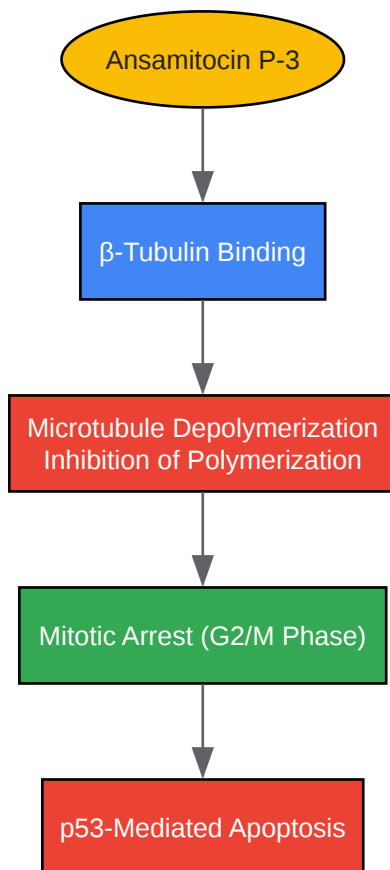 Ansamitocin P-3
β-Tubulin Binding
Microtubule Depolymerization
Inhibition of Polymerization
Mitotic Arrest (G2/M Phase)
p53-Mediated Apoptosis